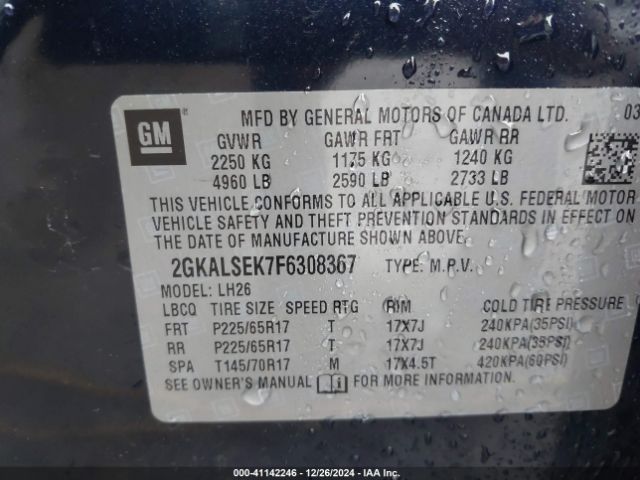 GM
MFD BY GENERAL MOTORS OF CANADA LTD. 03
GVWR GAWR FRT GAWR RR
2250 KG 1175 KG 1240 KG
4960 LB 2590 LB 2733 LB
THIS VEHICLE CONFORMS TO ALL APPLICABLE U.S. FEDERAL MOTOR
VEHICLE SAFETY AND THEFT PREVENTION STANDARDS IN EFFECT ON
THE DATE OF MANUFACTURE SHOWN ABOVE.
2GKALSEK7F6308367 TYPE: M.P.V.
MODEL: LH26
LBCQ TIRE SIZE SPEED RTG RIM COLD TIRE PRESSURE
FRT P225/65R17 T 17X7J 240KPA(35PSI)
RR P225/65R17 T 17X7J 240KPA(35PSI)
SPA T145/70R17 M 17X4.5T 420KPA(60PSI)
SEE OWNER'S MANUAL FOR MORE INFORMATION.
000-41142246 - 12/26/2024 - IAA Inc.